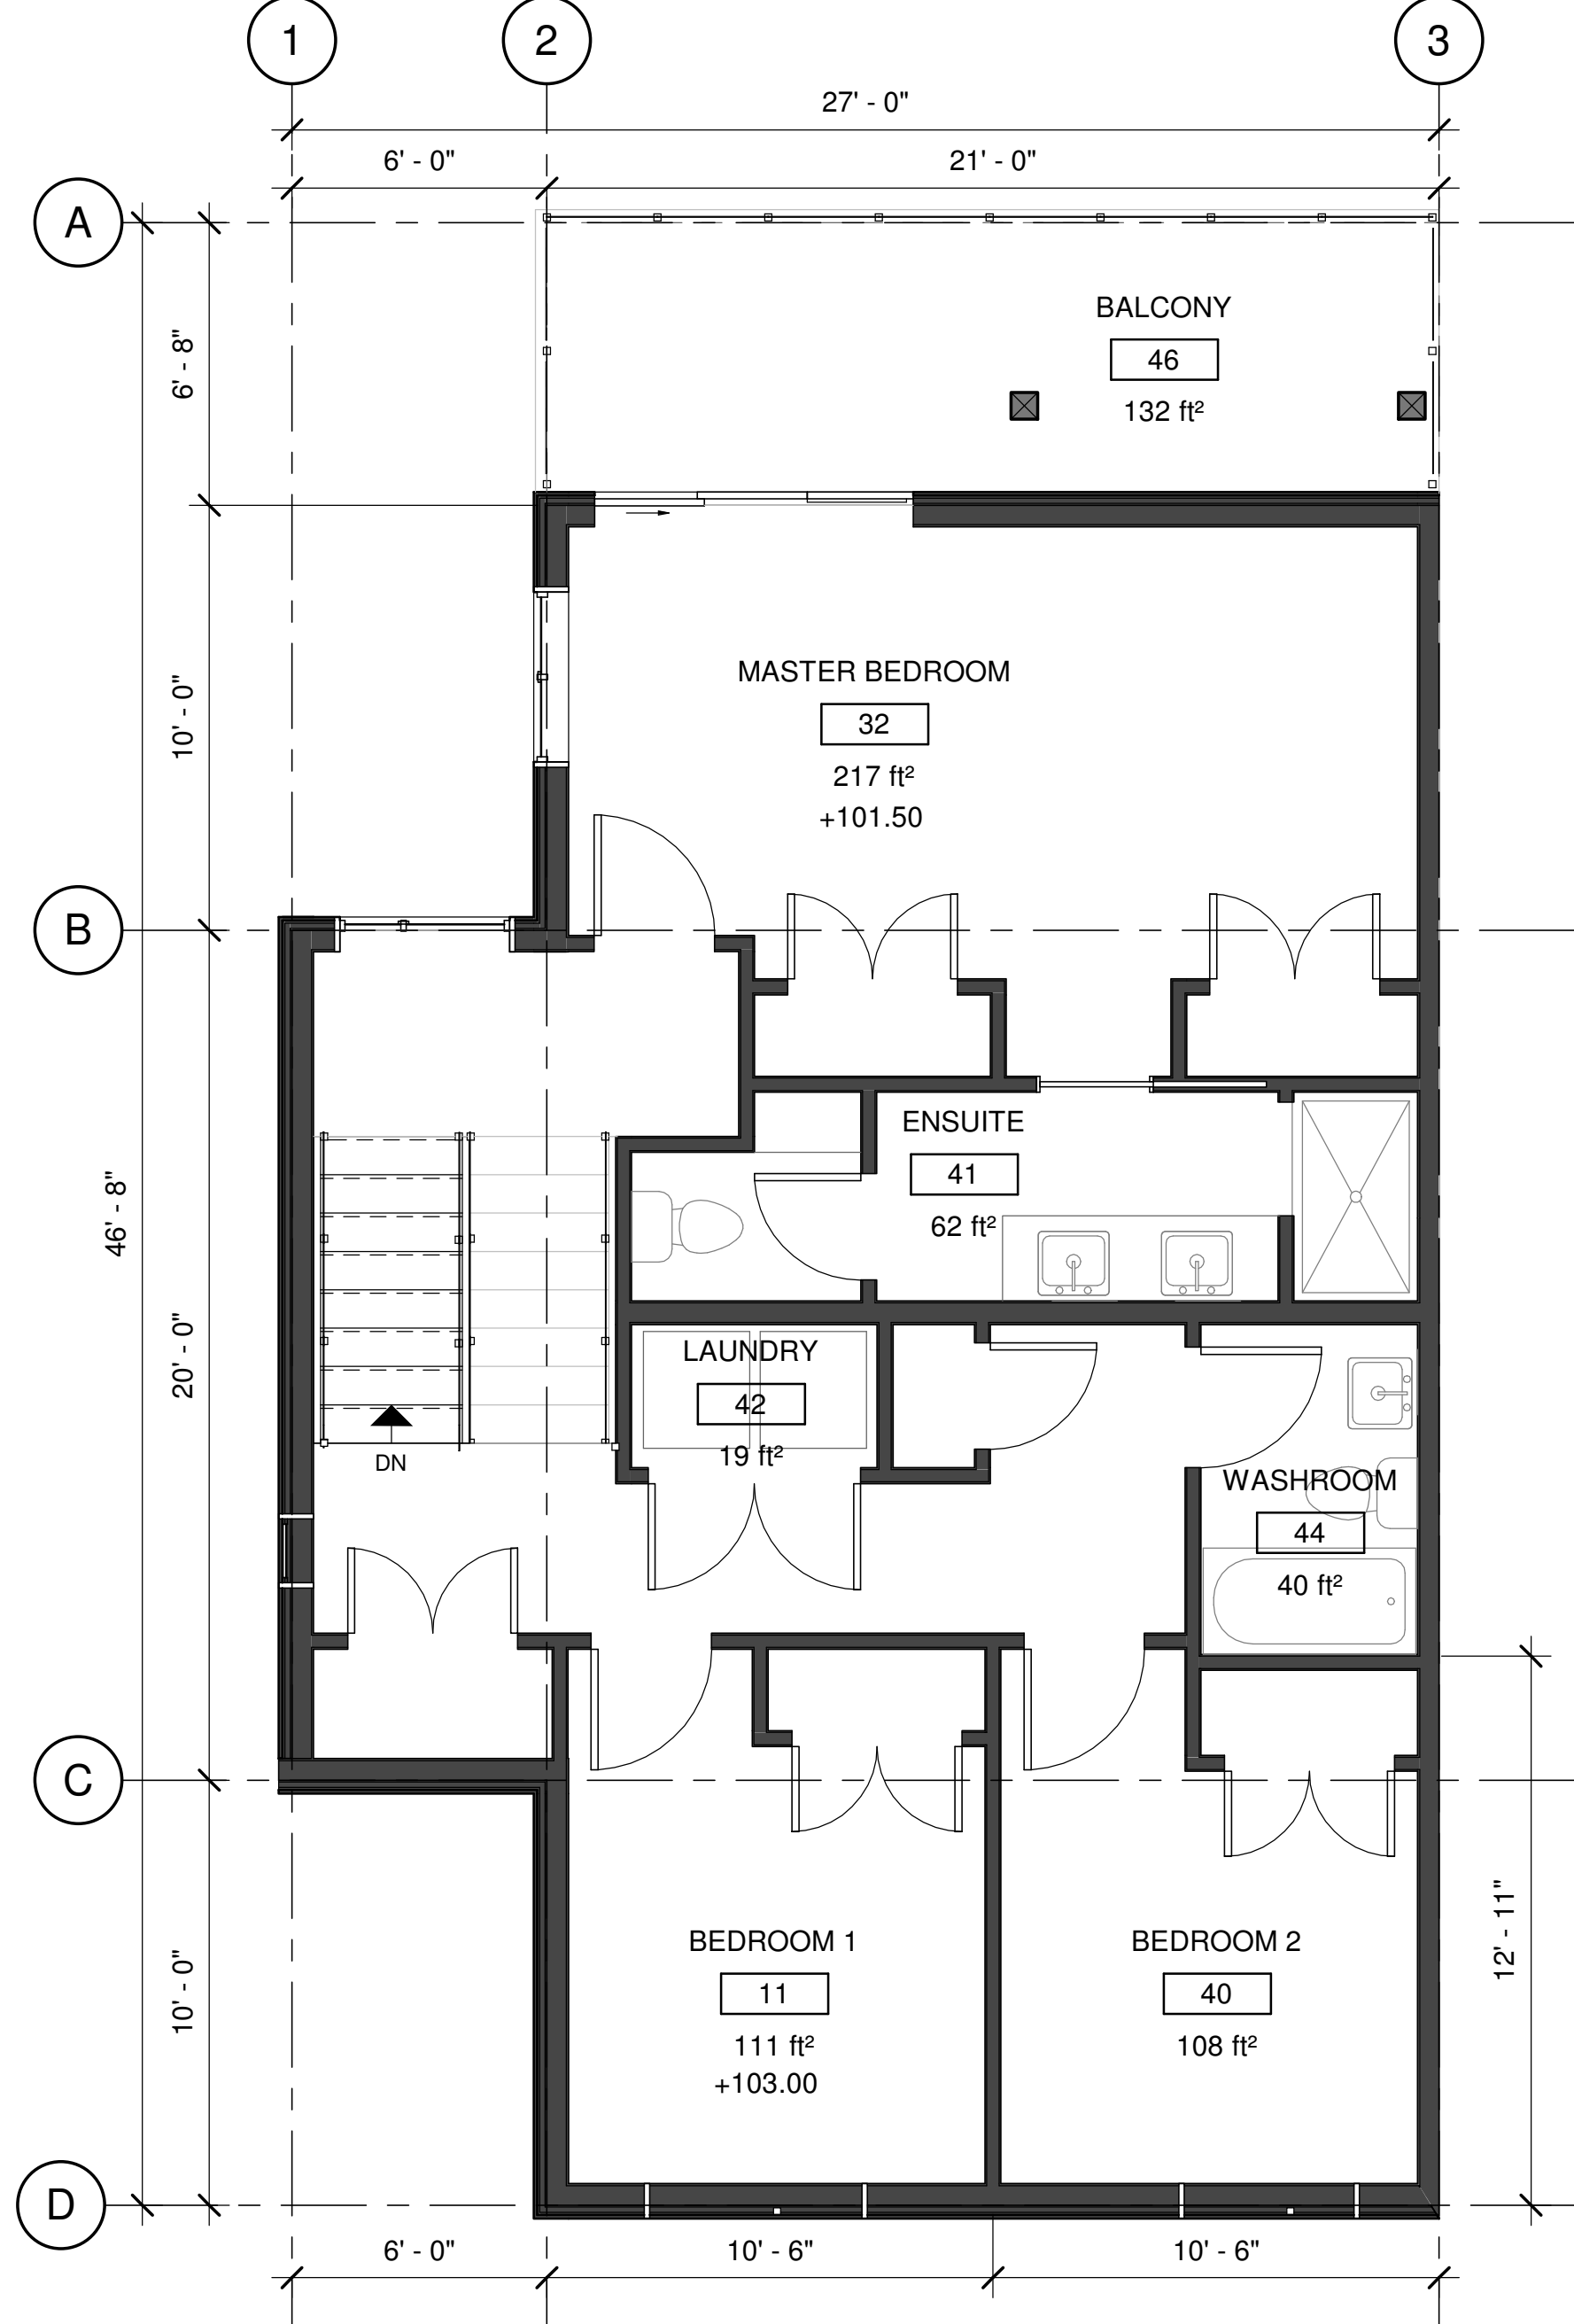 1
2
3
27' - 0"
6' - 0"
21' - 0"
A
6' - 8"
BALCONY
46
132 ft²
MASTER BEDROOM
32
217 ft²
+101.50
10' - 0"
B
ENSUITE
41
62 ft²
46' - 8"
20' - 0"
LAUNDRY
42
19 ft²
DN
WASHROOM
44
40 ft²
C
BEDROOM 1
11
111 ft²
+103.00
BEDROOM 2
40
108 ft²
12' - 11"
10' - 0"
D
6' - 0"
10' - 6"
10' - 6"